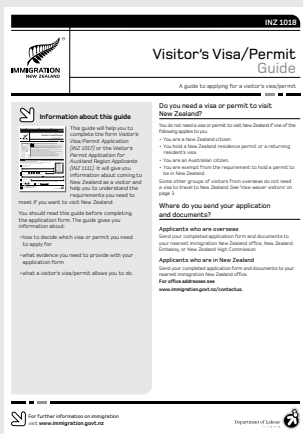 INZ 1018
IMMIGRATION
NEW ZEALAND
Visitor's Visa/Permit
Guide
A guide to applying for a visitor's visa/permit
Information about this guide
This guide will help you to
complete the form Visitor's
Visa/Permit Application
(INZ 1017) or the Visitor's
Permit Application for
Auckland Region Applicants
(INZ 1111). It will give you
information about coming to
New Zealand as a visitor and
help you to understand the
requirements you need to
meet if you want to visit New Zealand.
You should read this guide before completing
the application form. The guide gives you
information about:
•how to decide which visa or permit you need
to apply for
•what evidence you need to provide with your
application form
•what a visitor's visa/permit allows you to do.
Do you need a visa or permit to visit
New Zealand?
You do not need a visa or permit to visit New Zealand if one of the
following applies to you.
• You are a New Zealand citizen.
• You hold a New Zealand residence permit or a returning
resident's visa.
• You are an Australian citizen.
• You are exempt from the requirement to hold a permit to
be in New Zealand.
Some other groups of visitors from overseas do not need
a visa to travel to New Zealand. See 'Visa-waiver visitors' on
page 3.
Where do you send your application
and documents?
Applicants who are overseas
Send your completed application form and documents to
your nearest Immigration New Zealand office, New Zealand
Embassy, or New Zealand High Commission.
Applicants who are in New Zealand
Send your completed application form and documents to your
nearest Immigration New Zealand office.
For office addresses see
www.immigration.govt.nz/contactus.
For further information on immigration
visit www.immigration.govt.nz
Department of Labour